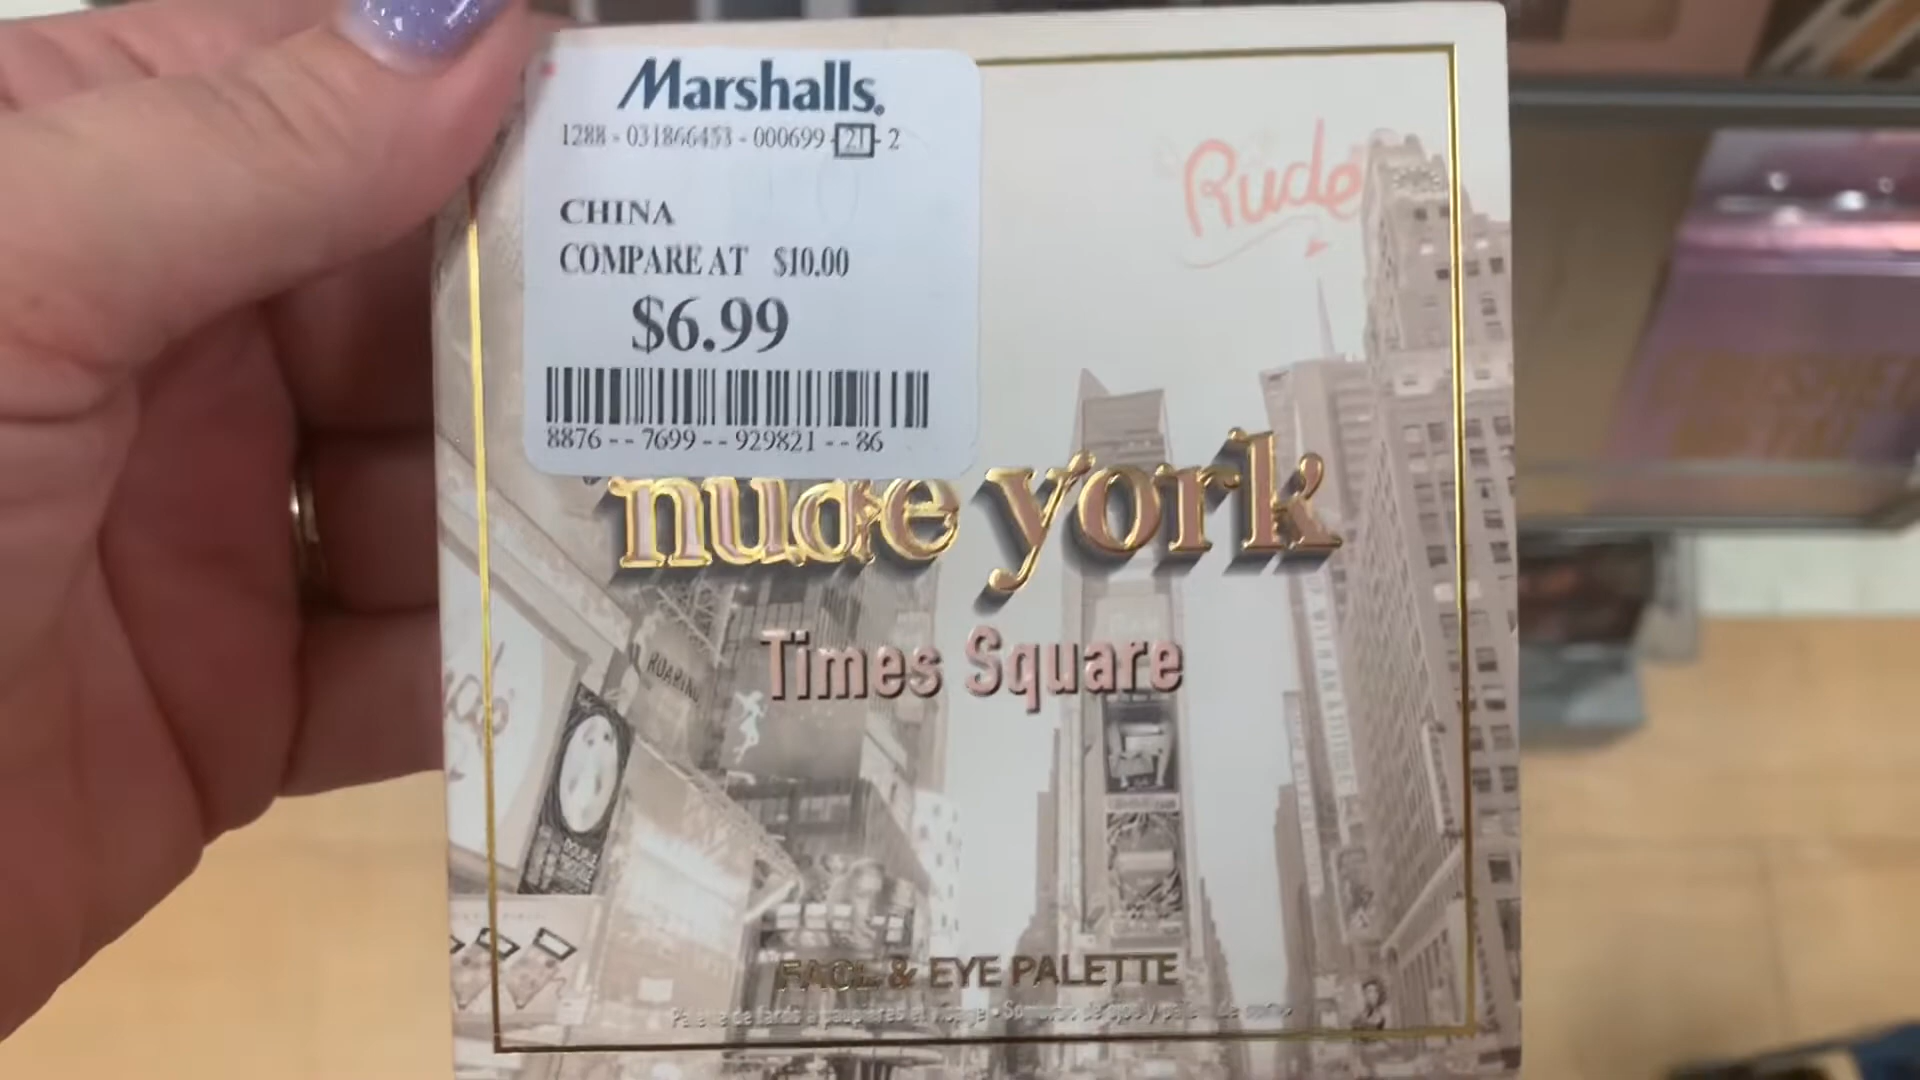 Marshalls.
1288 - 031866453 - 000699 - 21 - 2
CHINA
COMPARE AT $10.00
$6.99
8876 - - 7699 - - 929821 - - 86
Rude
nude york
Times Square
ROARING
FACE & EYE PALETTE